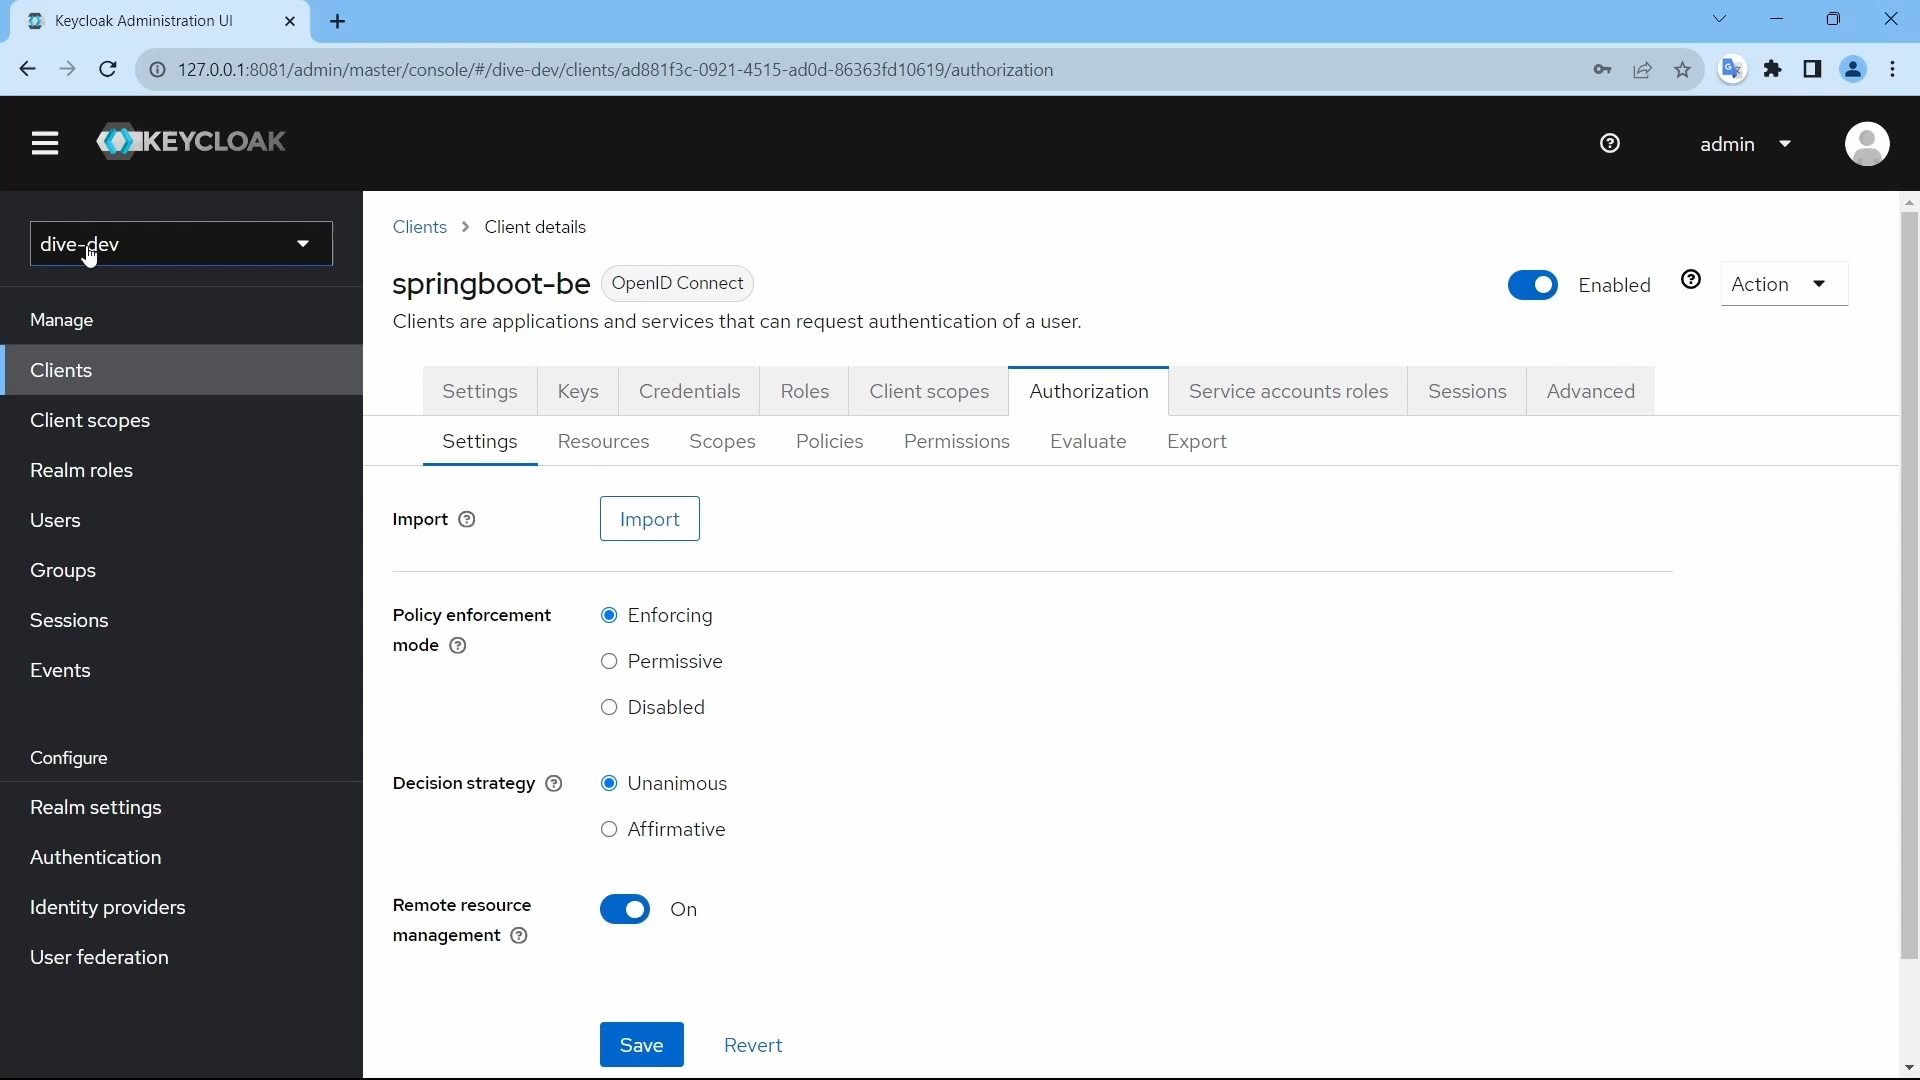 Keycloak Administration UI
127.0.0.1:8081/admin/master/console/#/dive-dev/clients/ad881f3c-0921-4515-ad0d-86363fd10619/authorization
KEYCLOAK
admin
dive-dev
Manage
Clients
Client scopes
Realm roles
Users
Groups
Sessions
Events
Configure
Realm settings
Authentication
Identity providers
User federation
Clients > Client details
springboot-be OpenID Connect
Enabled
Action
Clients are applications and services that can request authentication of a user.
Settings Keys Credentials Roles Client scopes Authorization Service accounts roles Sessions Advanced
Settings Resources Scopes Policies Permissions Evaluate Export
Import
Import
Policy enforcement
mode
Enforcing
Permissive
Disabled
Decision strategy
Unanimous
Affirmative
Remote resource
management
On
Save Revert